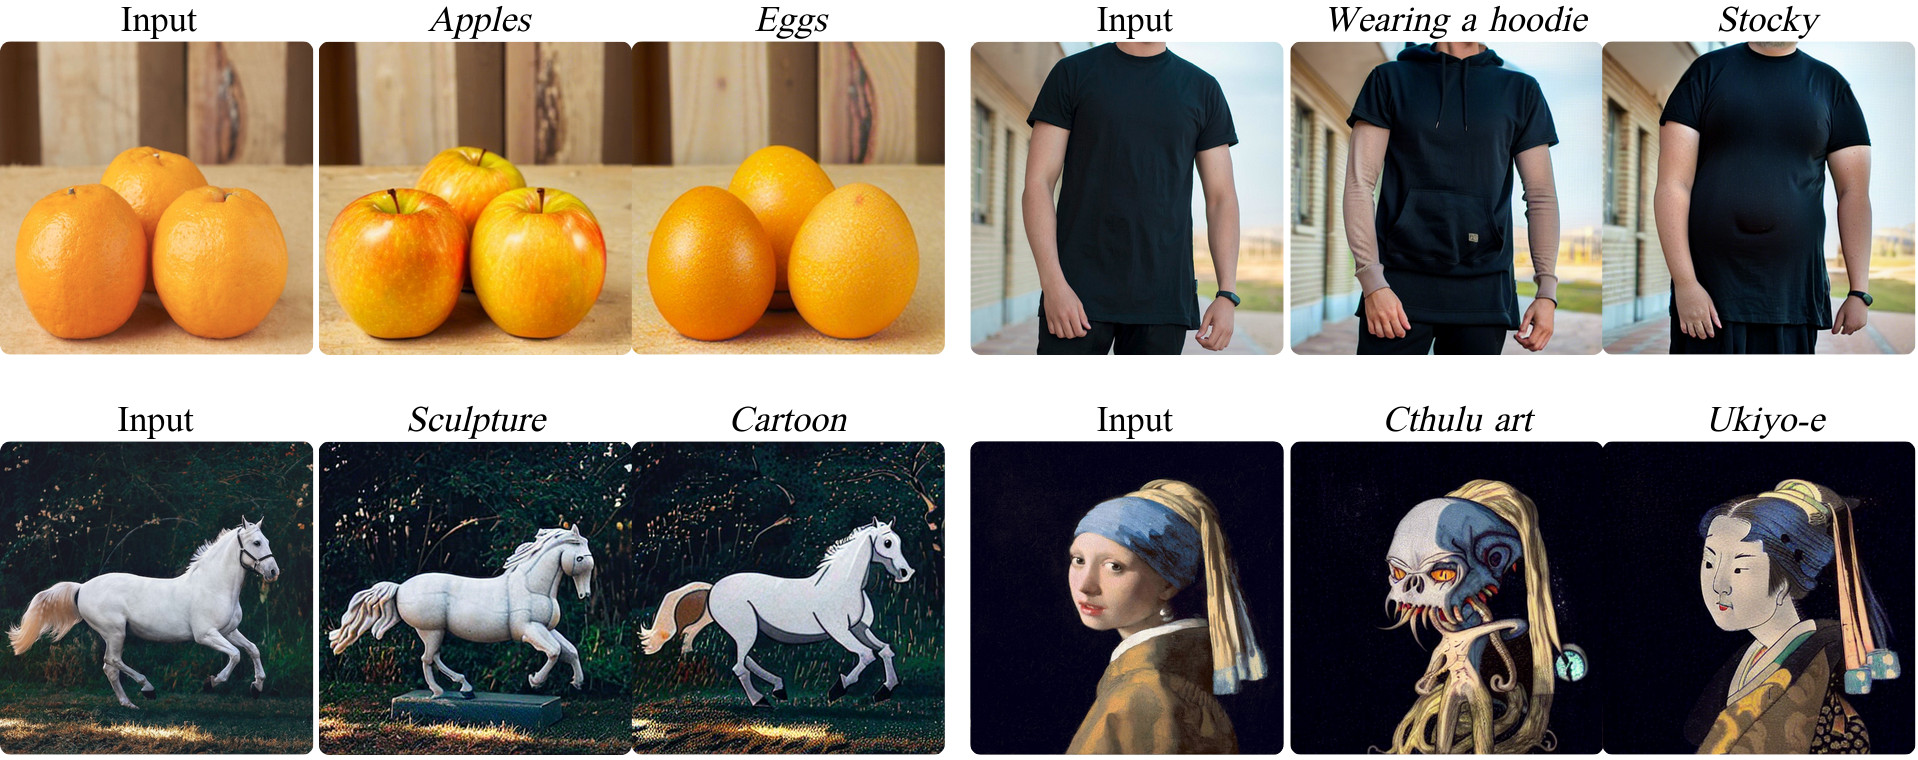 Input
Apples
Eggs
Input
Wearing a hoodie
Stocky
Input
Sculpture
Cartoon
Input
Cthulu art
Ukiyo-e